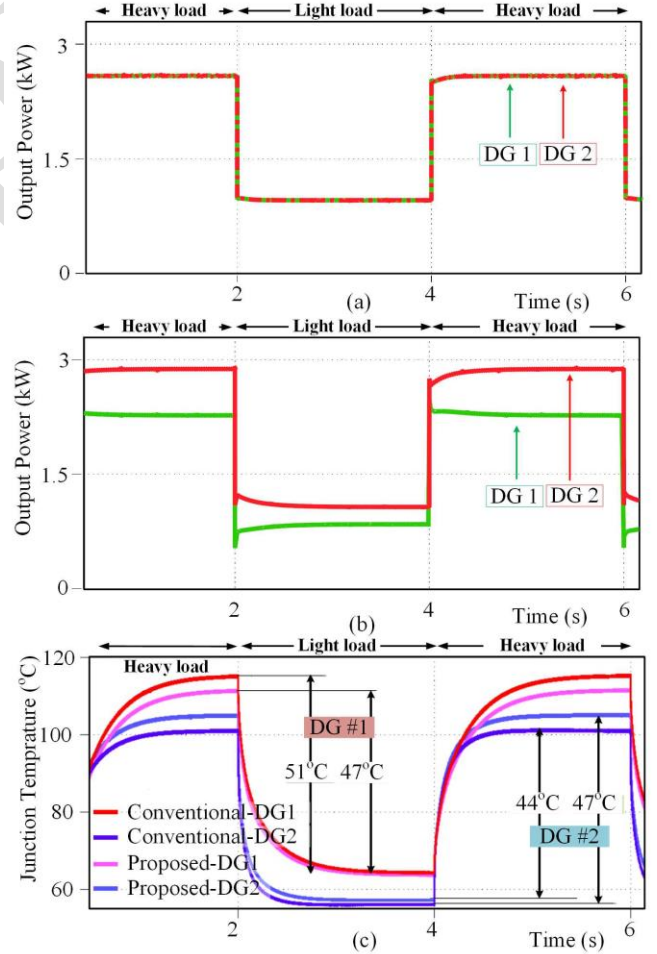 Heavy load Light load Heavy load
3
1.5
0
Output Power (kW)
DG 1 DG 2
2 4 6
(a) Time (s)
Heavy load Light load Heavy load
3
1.5
0
Output Power (kW)
DG 1 DG 2
2 4 6
(b) Time (s)
Heavy load Light load Heavy load
120
100
80
60
Junction Temprature (°C)
DG #1
51°C 47°C
44°C 47°C
DG #2
Conventional-DG1
Conventional-DG2
Proposed-DG1
Proposed-DG2
2 4 6
(c) Time (s)